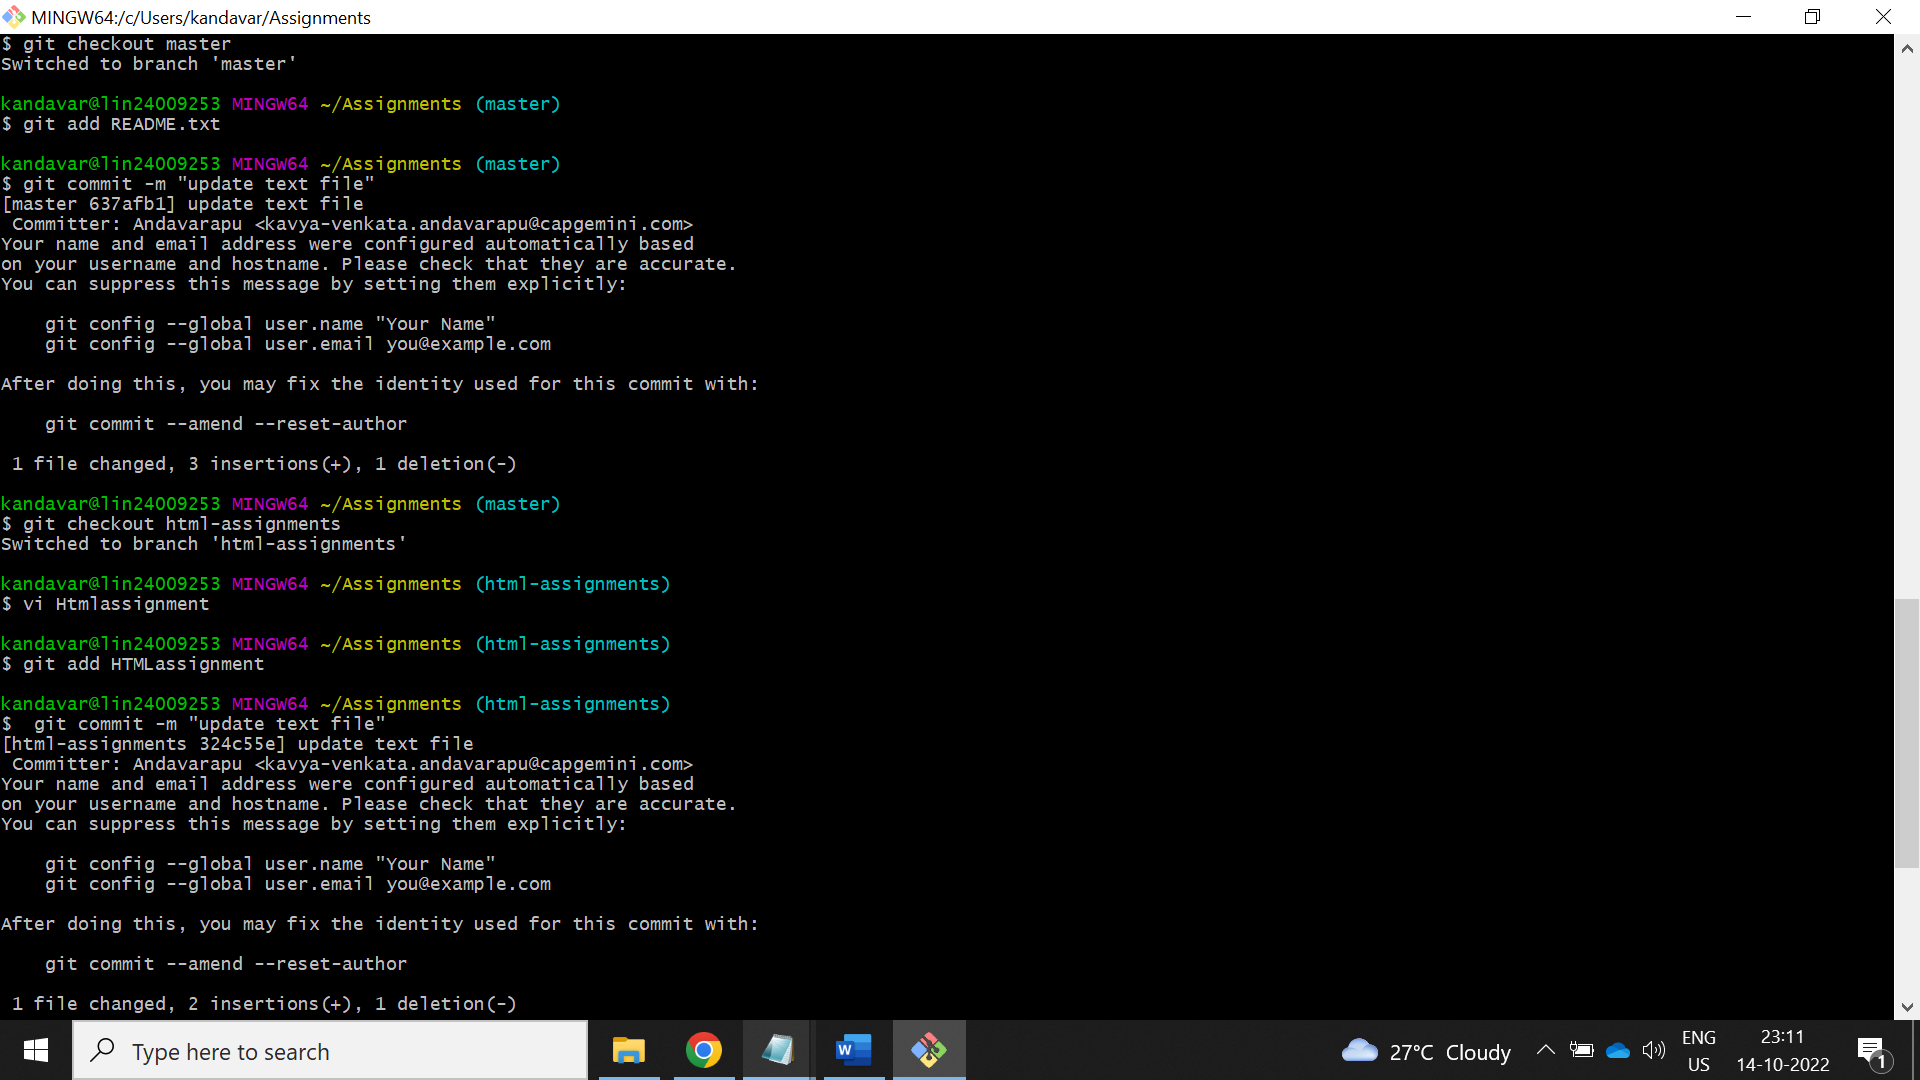 MINGW64:/c/Users/kandavar/Assignments
$ git checkout master
Switched to branch 'master'
kandavar@lin24009253 MINGW64 ~/Assignments (master)
$ git add README.txt
kandavar@lin24009253 MINGW64 ~/Assignments (master)
$ git commit -m "update text file"
[master 637afb1] update text file
 Committer: Andavarapu <kavya-venkata.andavarapu@capgemini.com>
Your name and email address were configured automatically based
on your username and hostname. Please check that they are accurate.
You can suppress this message by setting them explicitly:
    git config --global user.name "Your Name"
    git config --global user.email you@example.com
After doing this, you may fix the identity used for this commit with:
    git commit --amend --reset-author
 1 file changed, 3 insertions(+), 1 deletion(-)
kandavar@lin24009253 MINGW64 ~/Assignments (master)
$ git checkout html-assignments
Switched to branch 'html-assignments'
kandavar@lin24009253 MINGW64 ~/Assignments (html-assignments)
$ vi Htmlassignment
kandavar@lin24009253 MINGW64 ~/Assignments (html-assignments)
$ git add HTMLassignment
kandavar@lin24009253 MINGW64 ~/Assignments (html-assignments)
$  git commit -m "update text file"
[html-assignments 324c55e] update text file
 Committer: Andavarapu <kavya-venkata.andavarapu@capgemini.com>
Your name and email address were configured automatically based
on your username and hostname. Please check that they are accurate.
You can suppress this message by setting them explicitly:
    git config --global user.name "Your Name"
    git config --global user.email you@example.com
After doing this, you may fix the identity used for this commit with:
    git commit --amend --reset-author
 1 file changed, 2 insertions(+), 1 deletion(-)
Type here to search
W
27°C Cloudy
ENG
US
23:11
14-10-2022
1